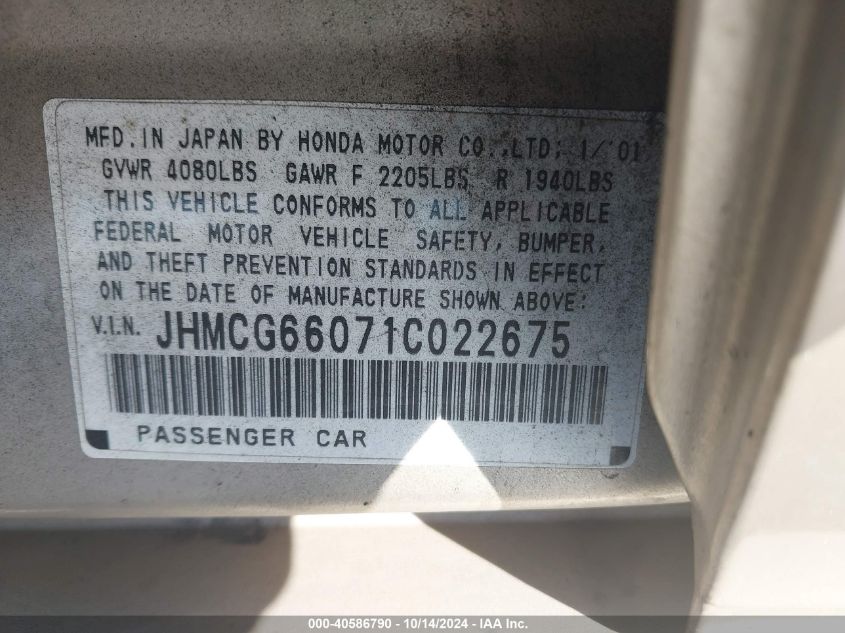 MFD.IN JAPAN BY HONDA MOTOR CO.,LTD; 1/'01
GVWR 4080LBS GAWR F 2205LBS R 1940LBS
THIS VEHICLE CONFORMS TO ALL APPLICABLE
FEDERAL MOTOR VEHICLE SAFETY, BUMPER,
AND THEFT PREVENTION STANDARDS IN EFFECT
ON THE DATE OF MANUFACTURE SHOWN ABOVE:
V.I.N. JHMCG66071C022675
PASSENGER CAR
000-40586790 | 10/14/2024 - IAA Inc.